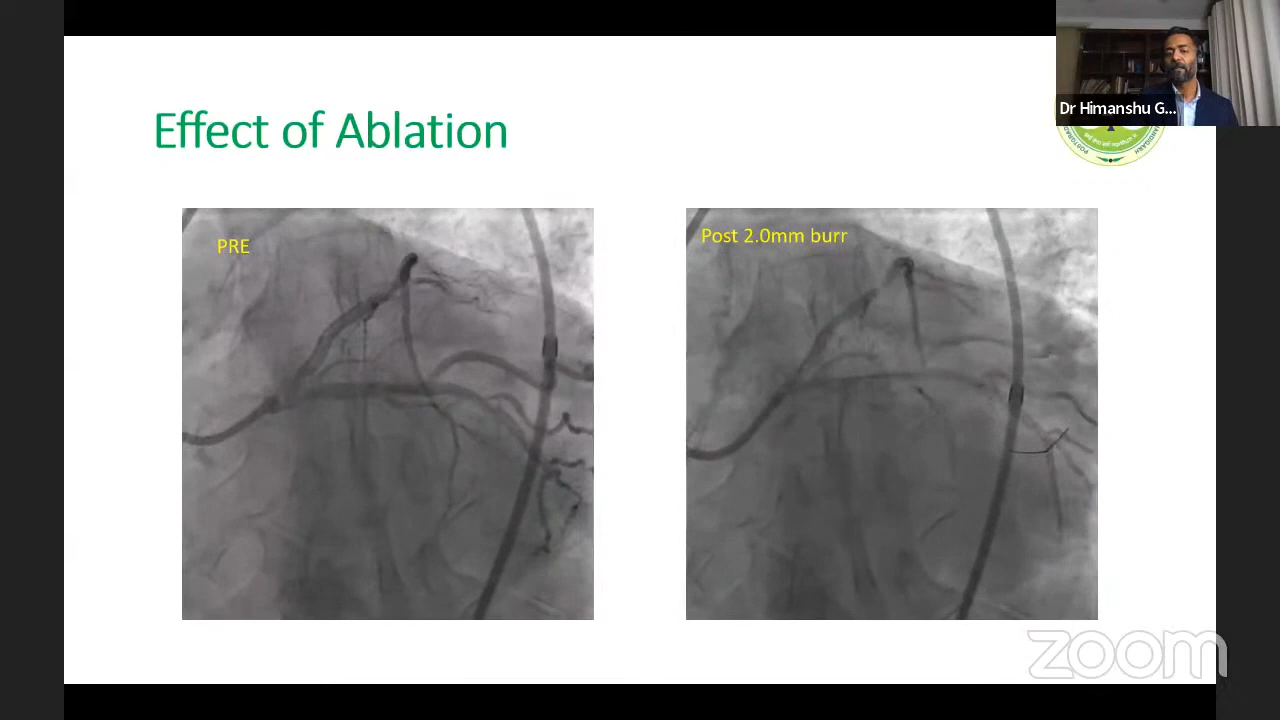 Effect of Ablation
Dr Himanshu G...
PRE
Post 2.0mm burr
zoom